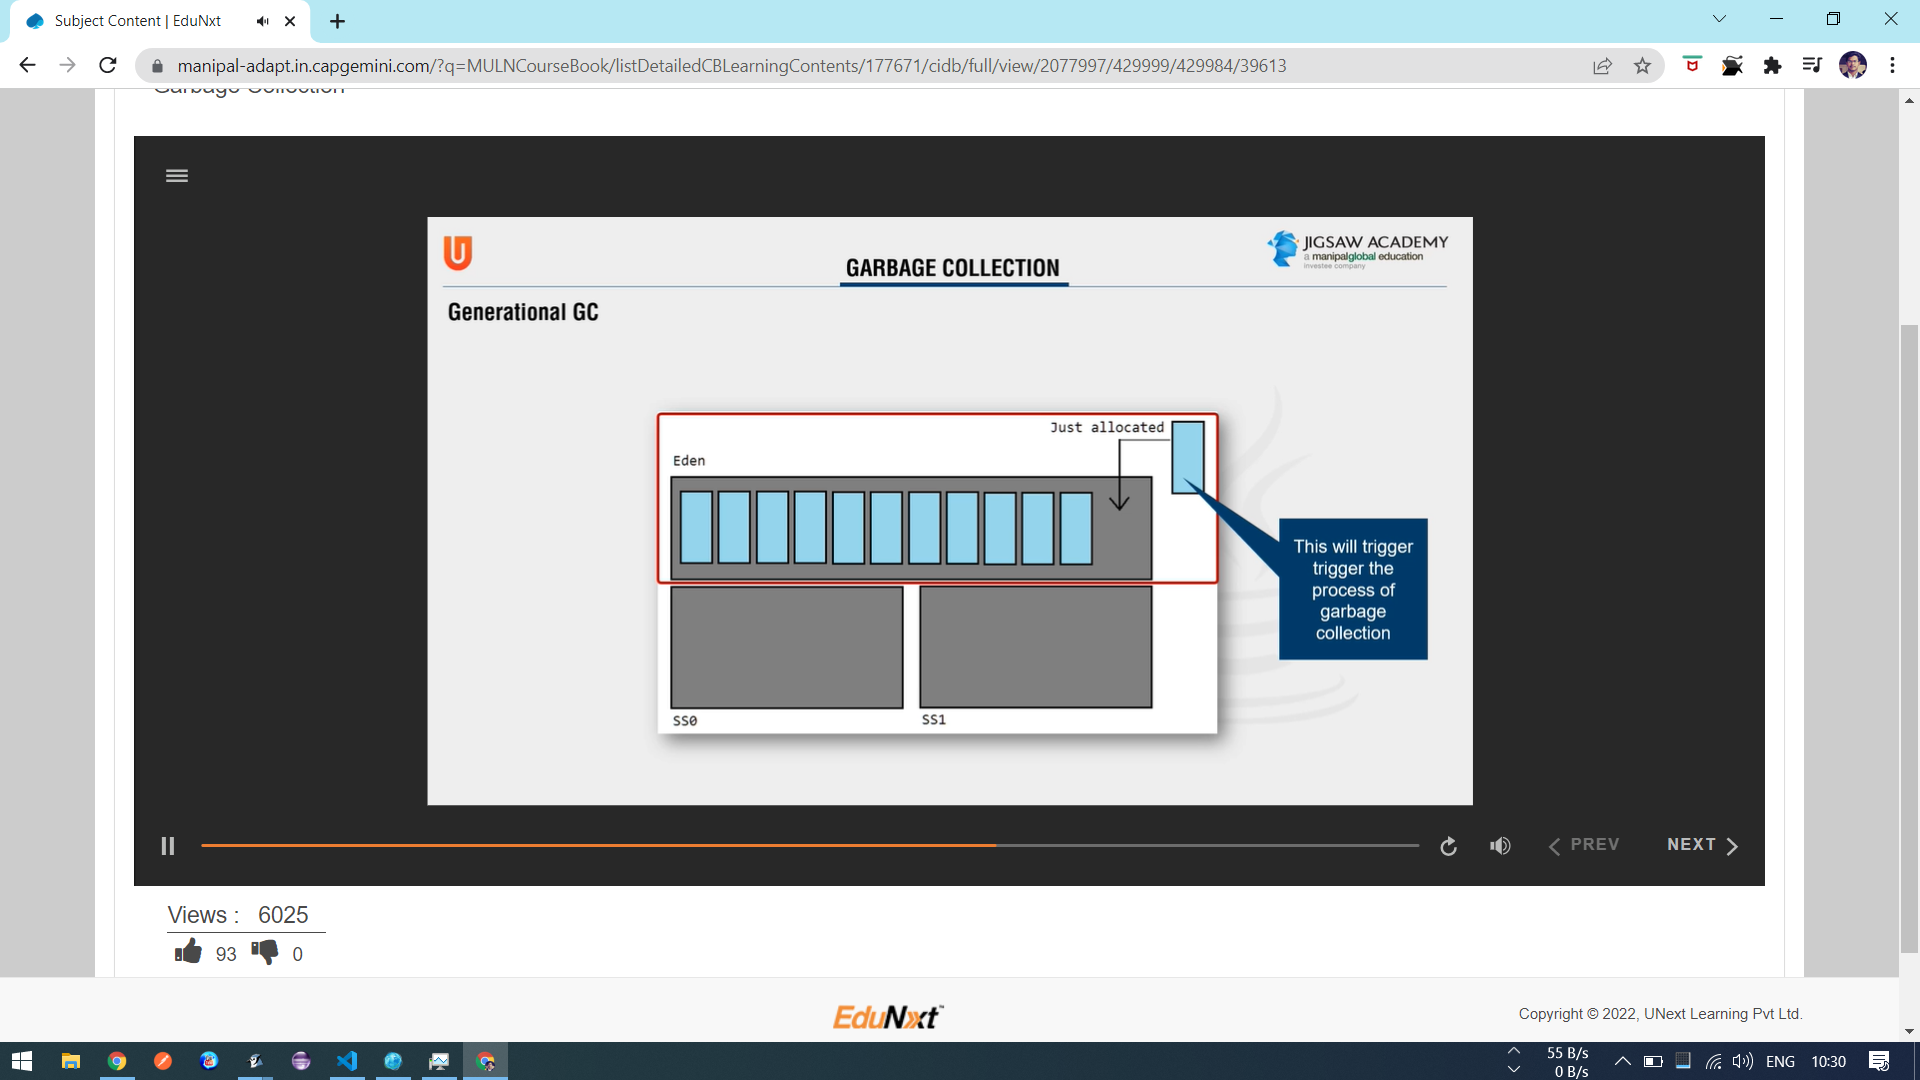 Subject Content | EduNxt
manipal-adapt.in.capgemini.com/?q=MULNCourseBook/listDetailedCBLearningContents/177671/cidb/full/view/2077997/429999/429984/39613
Garbage Collection
U
JIGSAW ACADEMY
a manipalglobal education
investee company
GARBAGE COLLECTION
Generational GC
Just allocated
Eden
This will trigger
trigger the
process of
garbage
collection
SS0
SS1
PREV
NEXT
Views : 6025
93
0
EduNxt™
Copyright © 2022, UNext Learning Pvt Ltd.
55 B/s
0 B/s
ENG
10:30